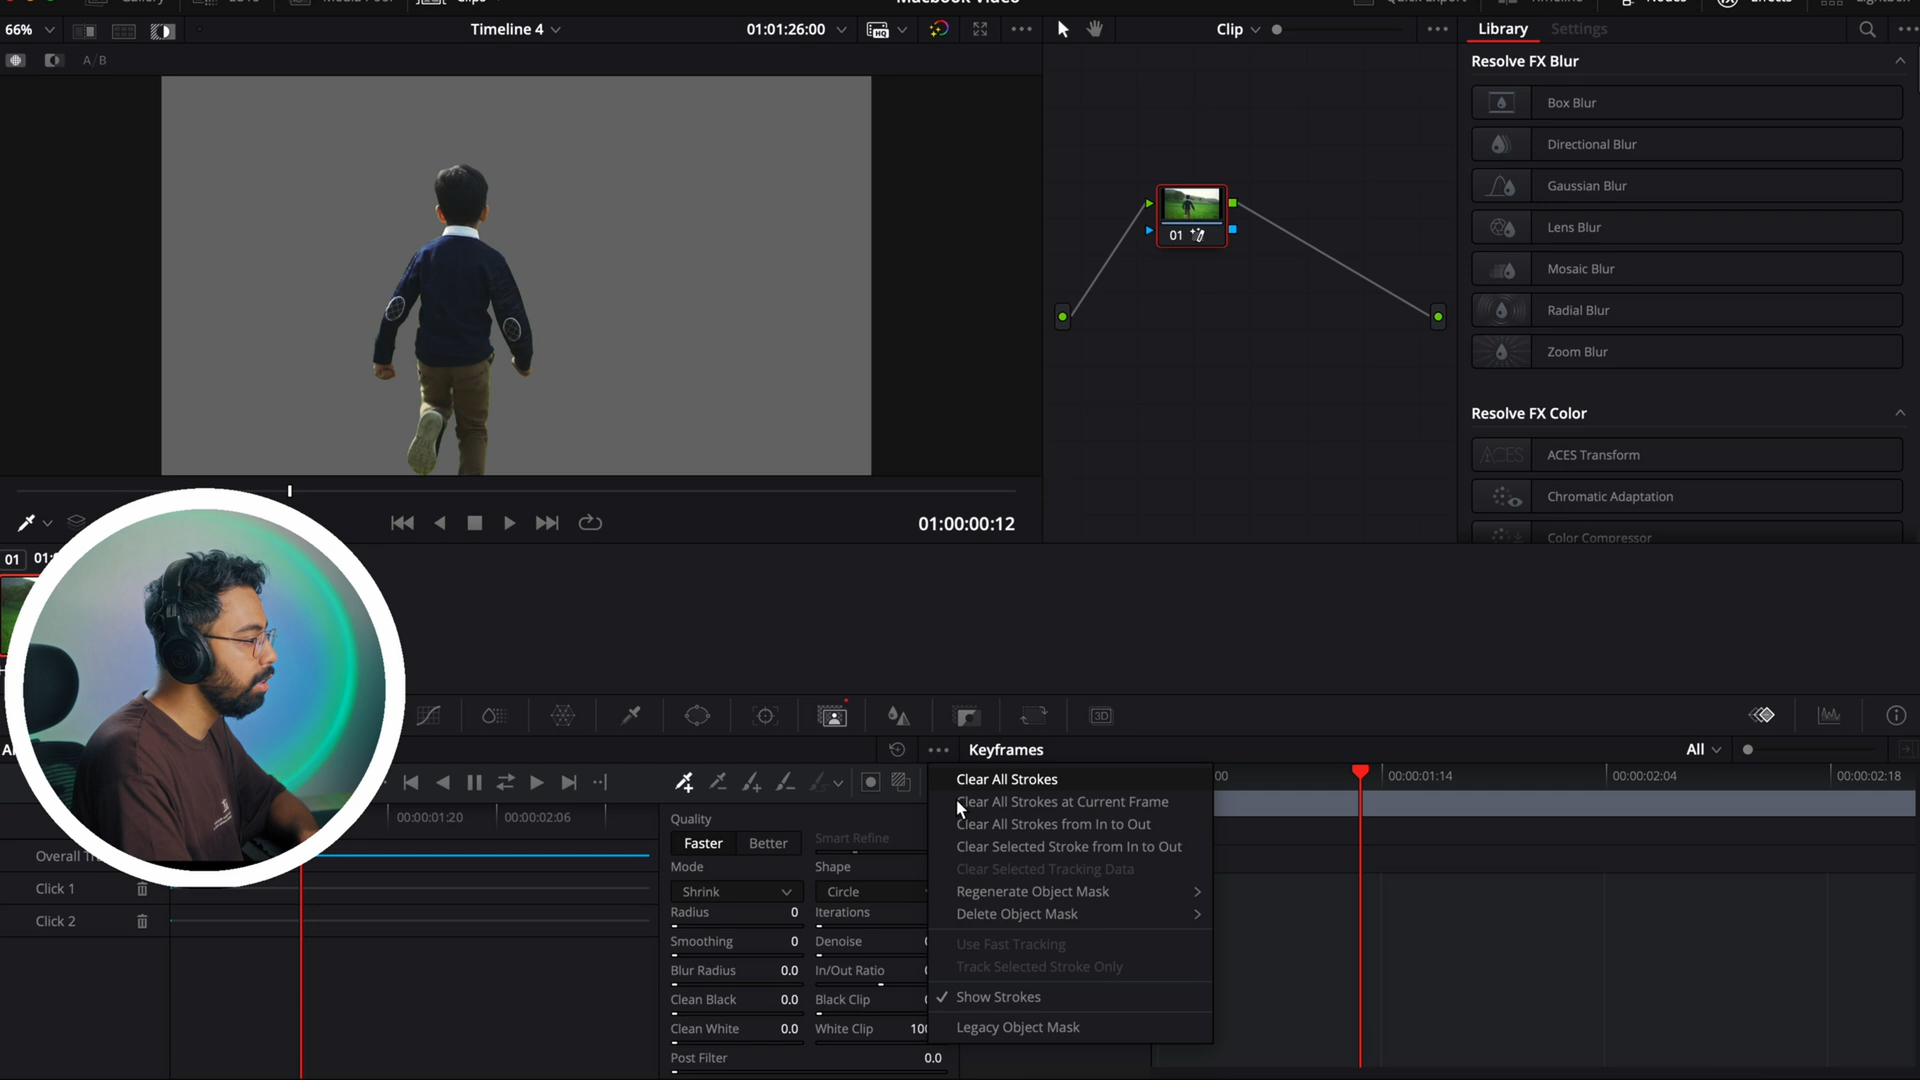 Macbook Video
66%
Timeline 4
01:01:26:00
HQ
Clip
Library
Settings
A/B
Resolve FX Blur
Box Blur
Directional Blur
Gaussian Blur
Lens Blur
Mosaic Blur
Radial Blur
Zoom Blur
Resolve FX Color
ACES
ACES Transform
Chromatic Adaptation
Color Compressor
01
01:00:00:12
01
3D
Keyframes
All
00
00:00:01:14
00:00:02:04
00:00:02:18
00:00:01:20
00:00:02:06
Click 1
Click 2
Quality
Faster
Better
Smart Refine
Mode
Shape
Shrink
Circle
Radius
0
Iterations
Smoothing
0
Denoise
Blur Radius
0.0
In/Out Ratio
Clean Black
0.0
Black Clip
Clean White
0.0
White Clip
Post Filter
0.0
Clear All Strokes
Clear All Strokes at Current Frame
Clear All Strokes from In to Out
Clear Selected Stroke from In to Out
Clear Selected Tracking Data
Regenerate Object Mask
Delete Object Mask
Use Fast Tracking
Track Selected Stroke Only
Show Strokes
Legacy Object Mask